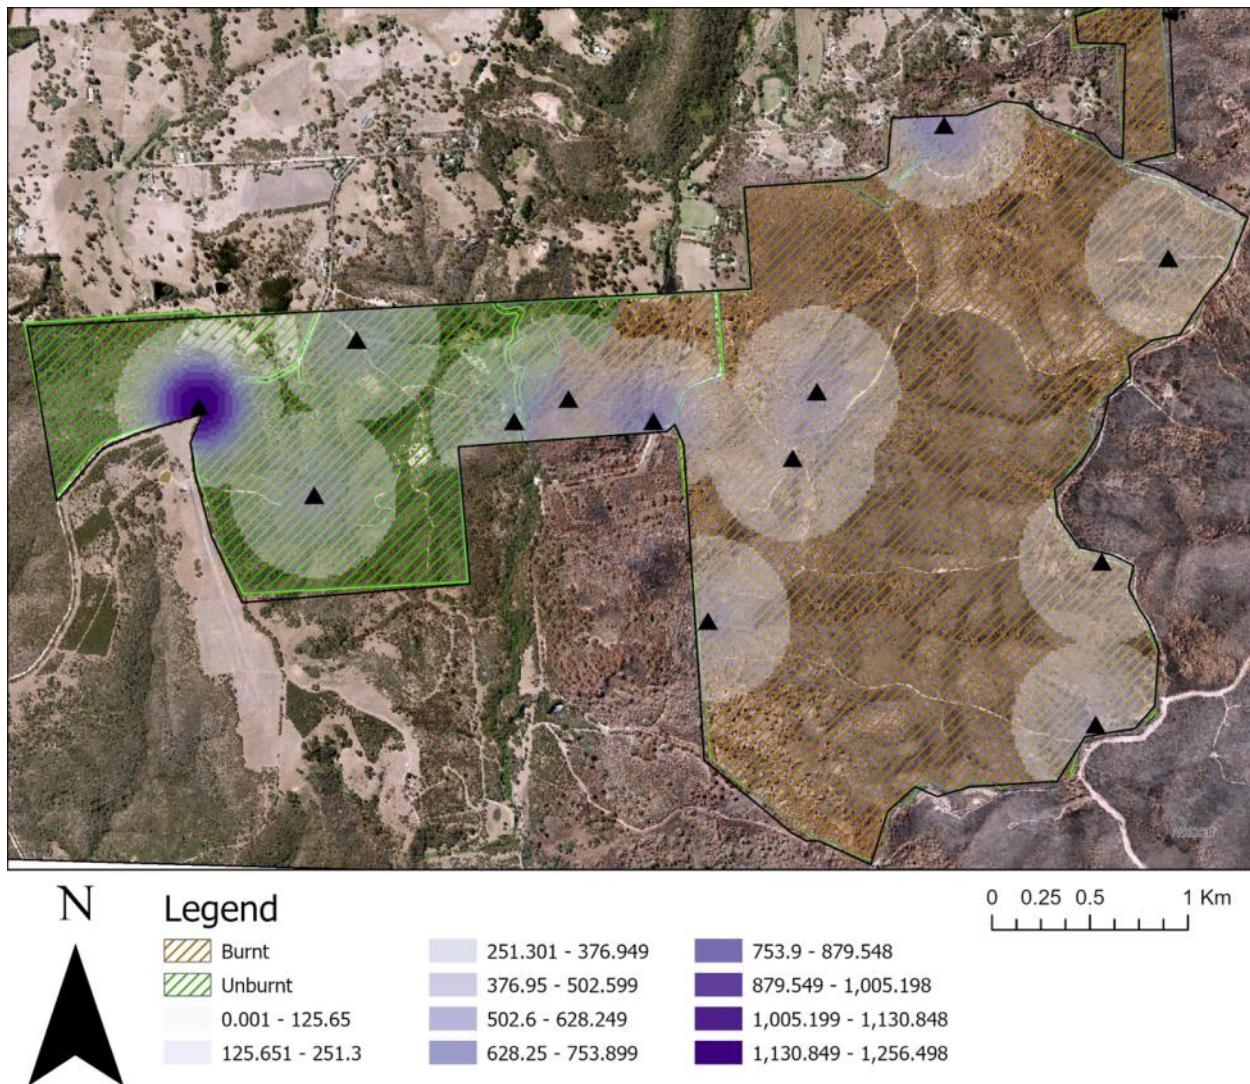 N
Legend
Burnt
Unburnt
0.001 - 125.65
125.651 - 251.3
251.301 - 376.949
376.95 - 502.599
502.6 - 628.249
628.25 - 753.899
753.9 - 879.548
879.549 - 1,005.198
1,005.199 - 1,130.848
1,130.849 - 1,256.498
0 0.25 0.5 1 Km